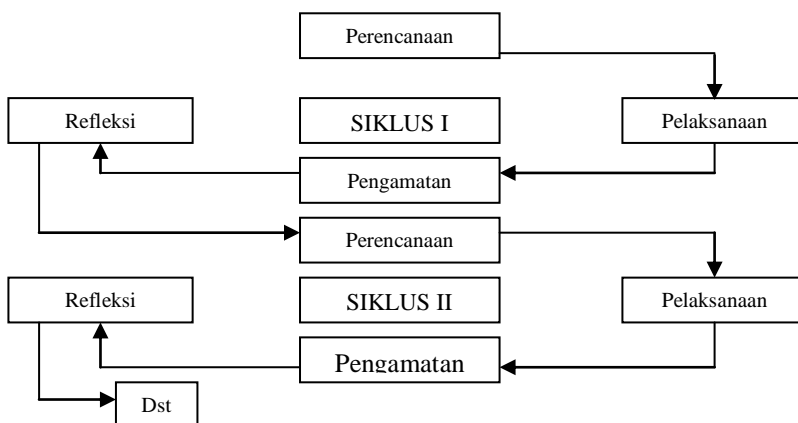 Perencanaan
Refleksi
SIKLUS I
Pelaksanaan
Pengamatan
Perencanaan
Refleksi
SIKLUS II
Pelaksanaan
Pengamatan
Dst